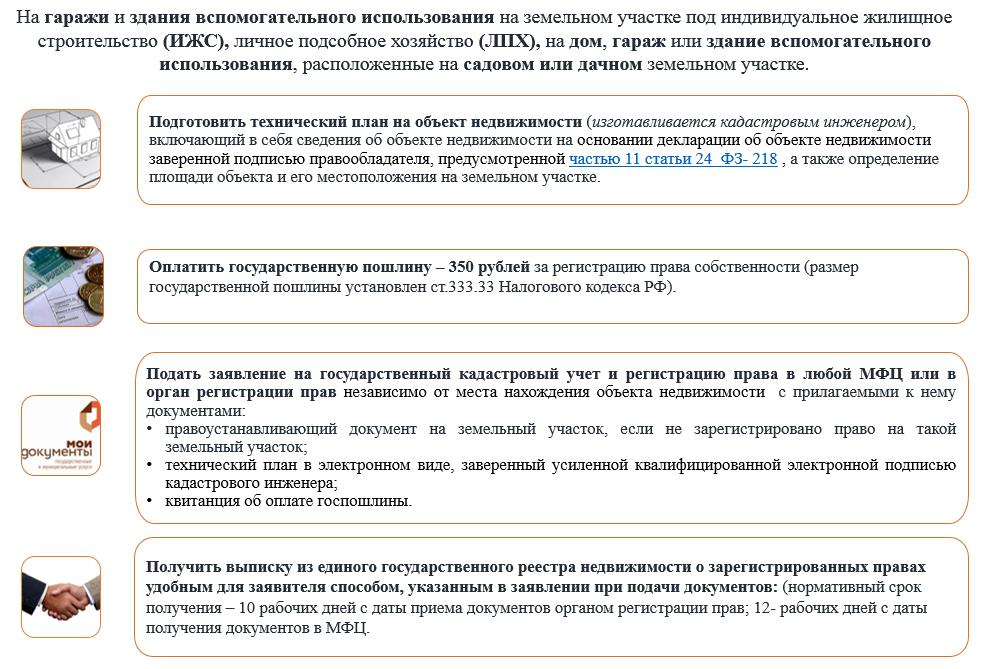 На гаражи и здания вспомогательного использования на земельном участке под индивидуальное жилищное
строительство (ИЖС), личное подсобное хозяйство (ЛПХ), на дом, гараж или здание вспомогательного
использования, расположенные на садовом или дачном земельном участке.
Подготовить технический план на объект недвижимости (изготавливается кадастровым инженером),
включающий в себя сведения об объекте недвижимости на основании декларации об объекте недвижимости
заверенной подписью правообладателя, предусмотренной частью 11 статьи 24 ФЗ- 218 , а также определение
площади объекта и его местоположения на земельном участке.
Оплатить государственную пошлину – 350 рублей за регистрацию права собственности (размер
государственной пошлины установлен ст.333.33 Налогового кодекса РФ).
Подать заявление на государственный кадастровый учет и регистрацию права в любой МФЦ или в
орган регистрации прав независимо от места нахождения объекта недвижимости с прилагаемыми к нему
документами:
• правоустанавливающий документ на земельный участок, если не зарегистрировано право на такой
земельный участок;
• технический план в электронном виде, заверенный усиленной квалифицированной электронной подписью
кадастрового инженера;
• квитанция об оплате госпошлины.
мои
документы
государственные
и муниципальные услуги
Получить выписку из единого государственного реестра недвижимости о зарегистрированных правах
удобным для заявителя способом, указанным в заявлении при подачи документов: (нормативный срок
получения – 10 рабочих дней с даты приема документов органом регистрации прав; 12- рабочих дней с даты
получения документов в МФЦ.